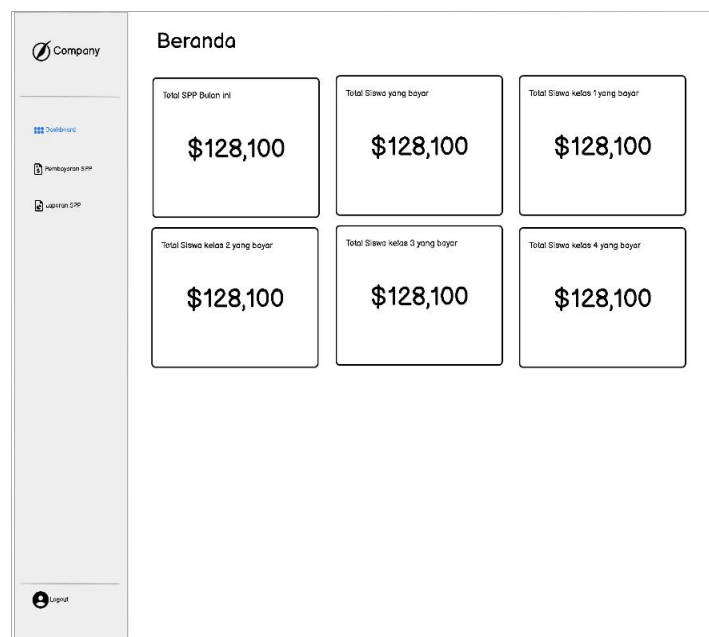 Company
Dashboard
Pembayaran SPP
Laporan SPP
Logout
Beranda
Total SPP Bulan ini
$128,100
Total Siswa yang bayar
$128,100
Total Siswa kelas 1 yang bayar
$128,100
Total Siswa kelas 2 yang bayar
$128,100
Total Siswa kelas 3 yang bayar
$128,100
Total Siswa kelas 4 yang bayar
$128,100